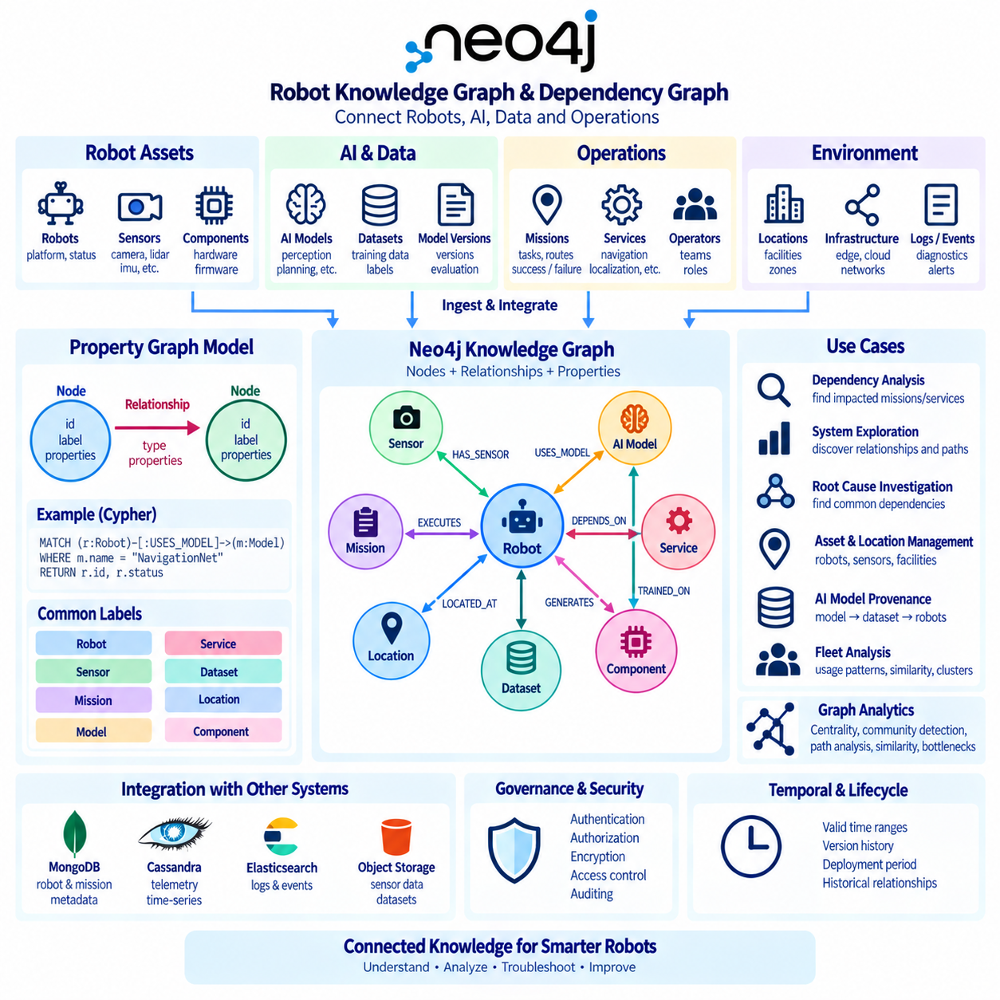 neo4j
Robot Knowledge Graph & Dependency Graph
Connect Robots, AI, Data and Operations
Robot Assets
Robots
platform, status
Sensors
camera, lidar
imu, etc.
Components
hardware
firmware
AI & Data
AI Models
perception
planning, etc.
Datasets
training data
labels
Model Versions
versions
evaluation
Operations
Missions
tasks, routes
success / failure
Services
navigation
localization, etc.
Operators
teams
roles
Environment
Locations
facilities
zones
Infrastructure
edge, cloud
networks
Logs / Events
diagnostics
alerts
Ingest & Integrate
Property Graph Model
Node
id
label
properties
Relationship
type
properties
Node
id
label
properties
Example (Cypher)
MATCH (r:Robot)-[:USES_MODEL]->(m:Model)
WHERE m.name = "NavigationNet"
RETURN r.id, r.status
Common Labels
Robot
Service
Sensor
Dataset
Mission
Location
Model
Component
Neo4j Knowledge Graph
Nodes + Relationships + Properties
Sensor
AI Model
HAS_SENSOR
USES_MODEL
Mission
EXECUTES
Robot
DEPENDS_ON
Service
LOCATED_AT
GENERATES
TRAINED_ON
Location
Dataset
Component
Use Cases
Dependency Analysis
find impacted missions/services
System Exploration
discover relationships and paths
Root Cause Investigation
find common dependencies
Asset & Location Management
robots, sensors, facilities
AI Model Provenance
model → dataset → robots
Fleet Analysis
usage patterns, similarity, clusters
Graph Analytics
Centrality, community detection,
path analysis, similarity, bottlenecks
Integration with Other Systems
MongoDB
robot & mission
metadata
Cassandra
telemetry
time-series
Elasticsearch
logs & events
Object Storage
sensor data
datasets
Governance & Security
Authentication
Authorization
Encryption
Access control
Auditing
Temporal & Lifecycle
Valid time ranges
Version history
Deployment period
Historical relationships
Connected Knowledge for Smarter Robots
Understand • Analyze • Troubleshoot • Improve